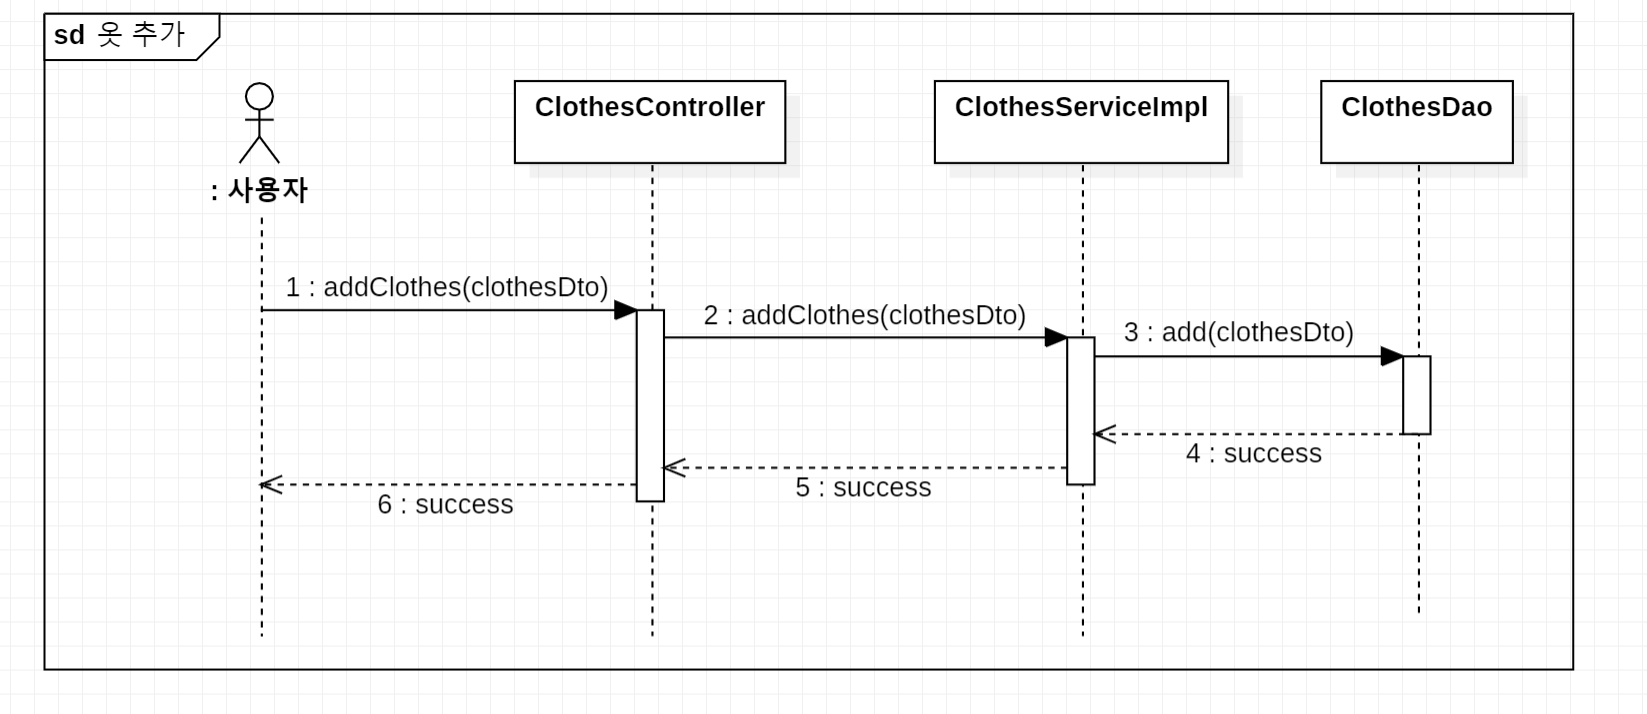 sd 옷 추가
ClothesController
ClothesServiceImpl
ClothesDao
: 사용자
1 : addClothes(clothesDto)
2 : addClothes(clothesDto)
3 : add(clothesDto)
4 : success
5 : success
6 : success